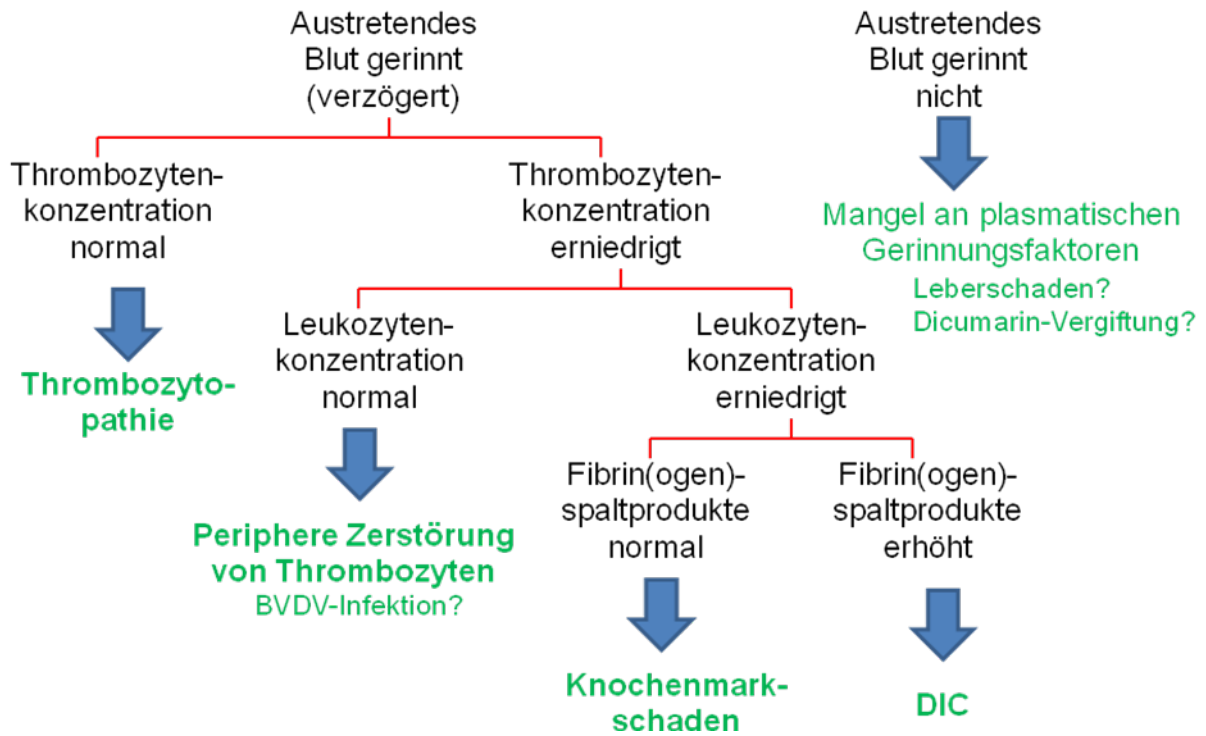 Austretendes
Blut gerinnt
(verzögert)
Austretendes
Blut gerinnt
nicht
Thrombozyten-
konzentration
normal
Thrombozyten-
konzentration
erniedrigt
Mangel an plasmatischen
Gerinnungsfaktoren
Leberschaden?
Dicumarin-Vergiftung?
Thrombozyto-
pathie
Leukozyten-
konzentration
normal
Leukozyten-
konzentration
erniedrigt
Periphere Zerstörung
von Thrombozyten
BVDV-Infektion?
Fibrin(ogen)-
spaltprodukte
normal
Fibrin(ogen)-
spaltprodukte
erhöht
Knochenmark-
schaden
DIC